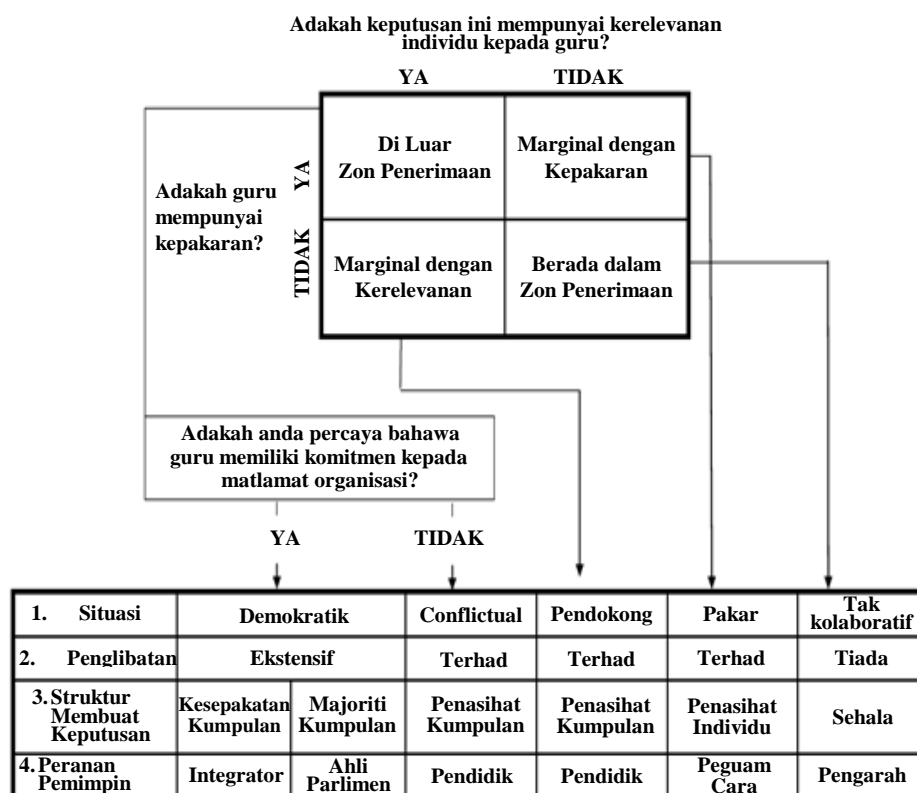 Adakah keputusan ini mempunyai kerelevanan
individu kepada guru?
YA TIDAK
Adakah guru
mempunyai
kepakaran?
YA
TIDAK
Di Luar
Zon Penerimaan
Marginal dengan
Kepakaran
Marginal dengan
Kerelevanan
Berada dalam
Zon Penerimaan
Adakah anda percaya bahawa
guru memiliki komitmen kepada
matlamat organisasi?
YA TIDAK
1. Situasi
Demokratik
Conflictual
Pendokong
Pakar
Tak
kolaboratif
2. Penglibatan
Ekstensif
Terhad
Terhad
Terhad
Tiada
3. Struktur
Membuat
Keputusan
Kesepakatan
Kumpulan
Majoriti
Kumpulan
Penasihat
Kumpulan
Penasihat
Kumpulan
Penasihat
Individu
Sehala
4. Peranan
Pemimpin
Integrator
Ahli
Parlimen
Pendidik
Pendidik
Peguam
Cara
Pengarah